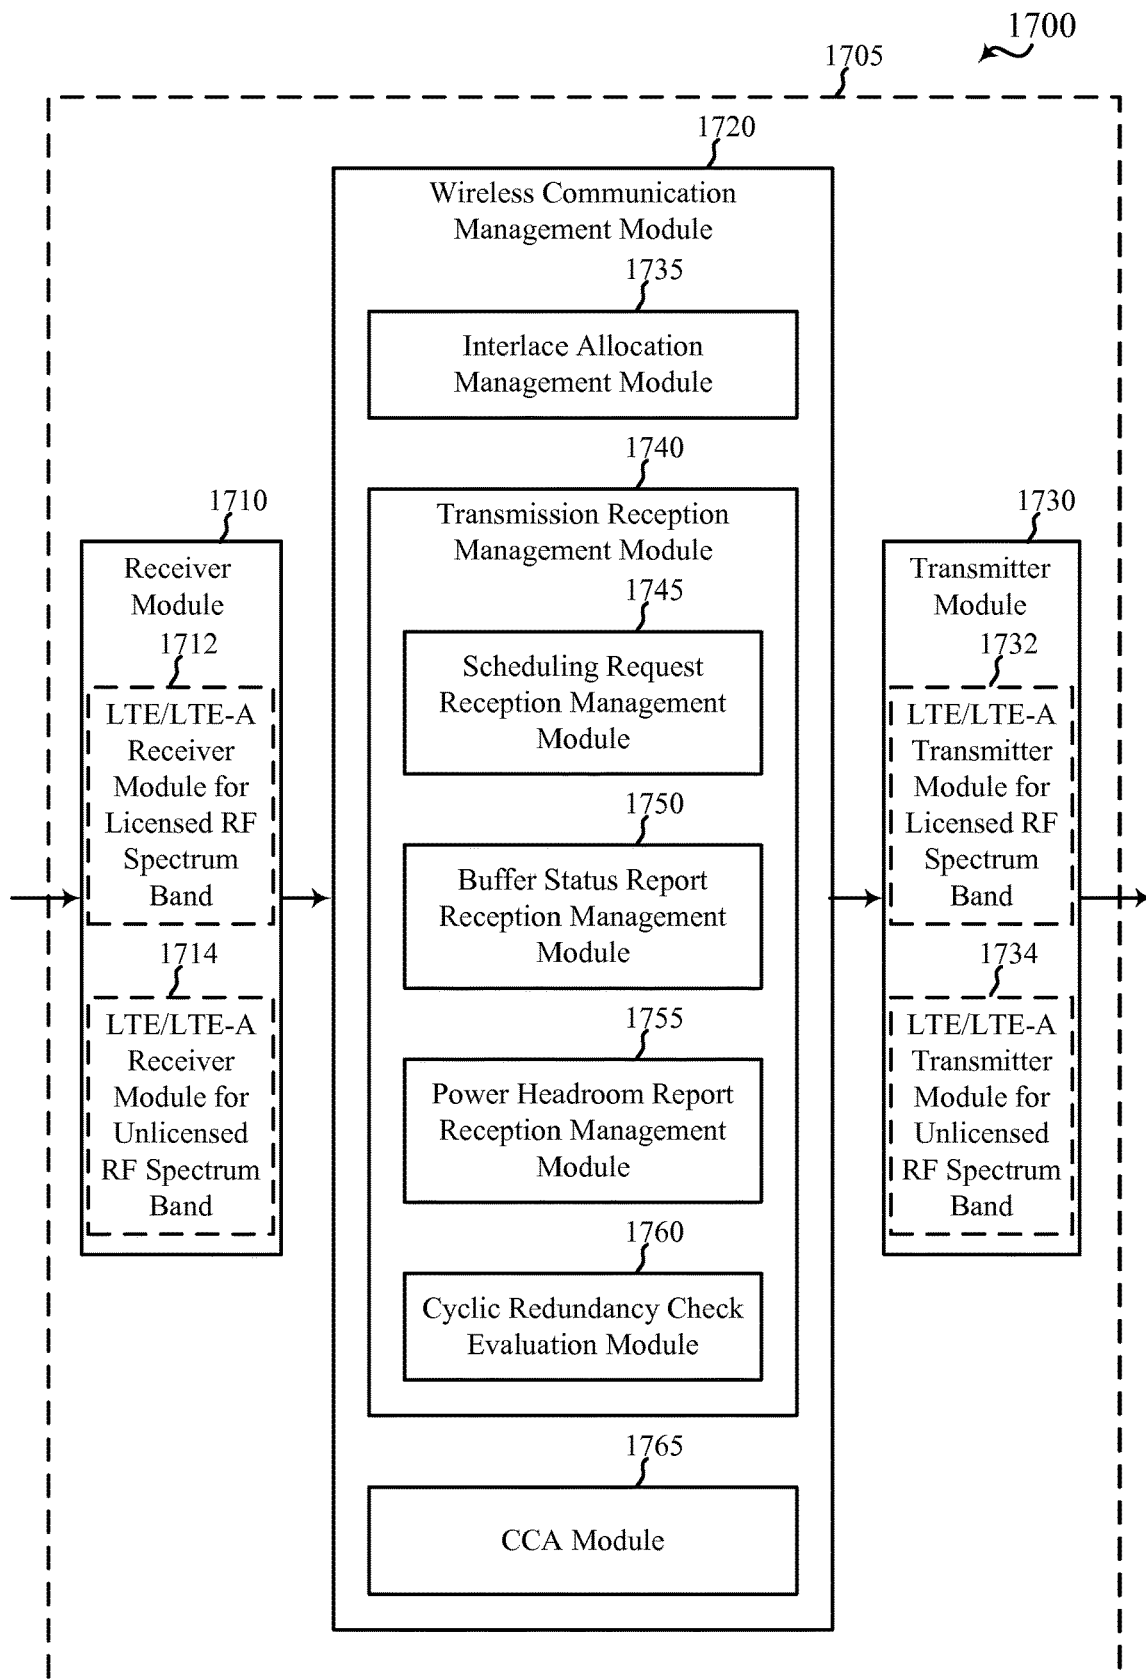 1700
1705
1720
Wireless Communication
Management Module
1735
Interlace Allocation
Management Module
1740
Transmission Reception
Management Module
1745
Scheduling Request
Reception Management
Module
1750
Buffer Status Report
Reception Management
Module
1755
Power Headroom Report
Reception Management
Module
1760
Cyclic Redundancy Check
Evaluation Module
1765
CCA Module
1710
Receiver
Module
1712
LTE/LTE-A
Receiver
Module for
Licensed RF
Spectrum
Band
1714
LTE/LTE-A
Receiver
Module for
Unlicensed
RF Spectrum
Band
1730
Transmitter
Module
1732
LTE/LTE-A
Transmitter
Module for
Licensed RF
Spectrum
Band
1734
LTE/LTE-A
Transmitter
Module for
Unlicensed
RF Spectrum
Band